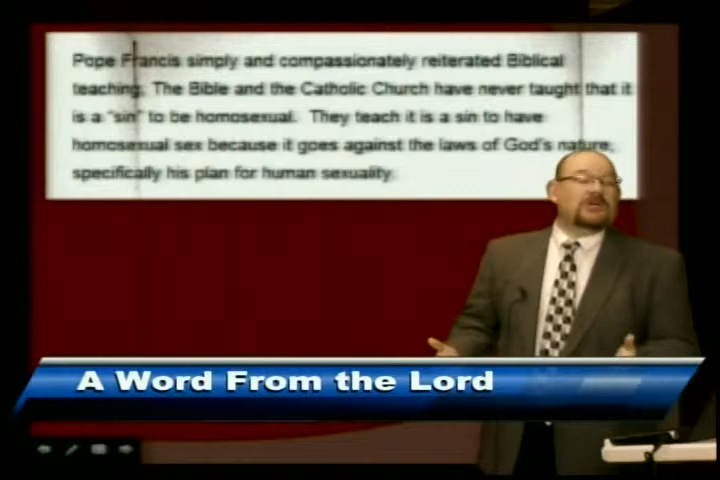 Pope Francis simply and compassionately reiterated Biblical
teaching. The Bible and the Catholic Church have never taught that it
is a "sin" to be homosexual. They teach it is a sin to have
homosexual sex because it goes against the laws of God's nature,
specifically his plan for human sexuality.
A Word From the Lord